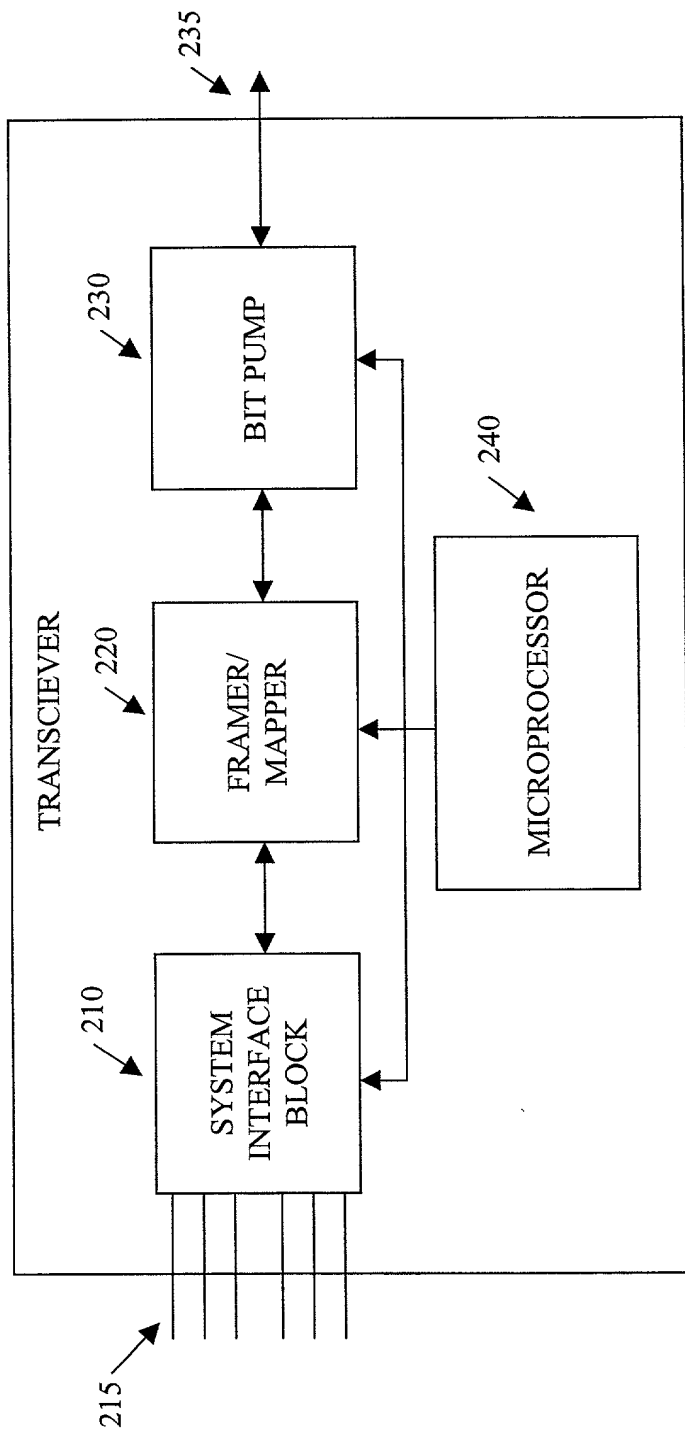 TRANSCIEVER
235
230
BIT PUMP
220
FRAMER/
MAPPER
210
SYSTEM
INTERFACE
BLOCK
215
240
MICROPROCESSOR